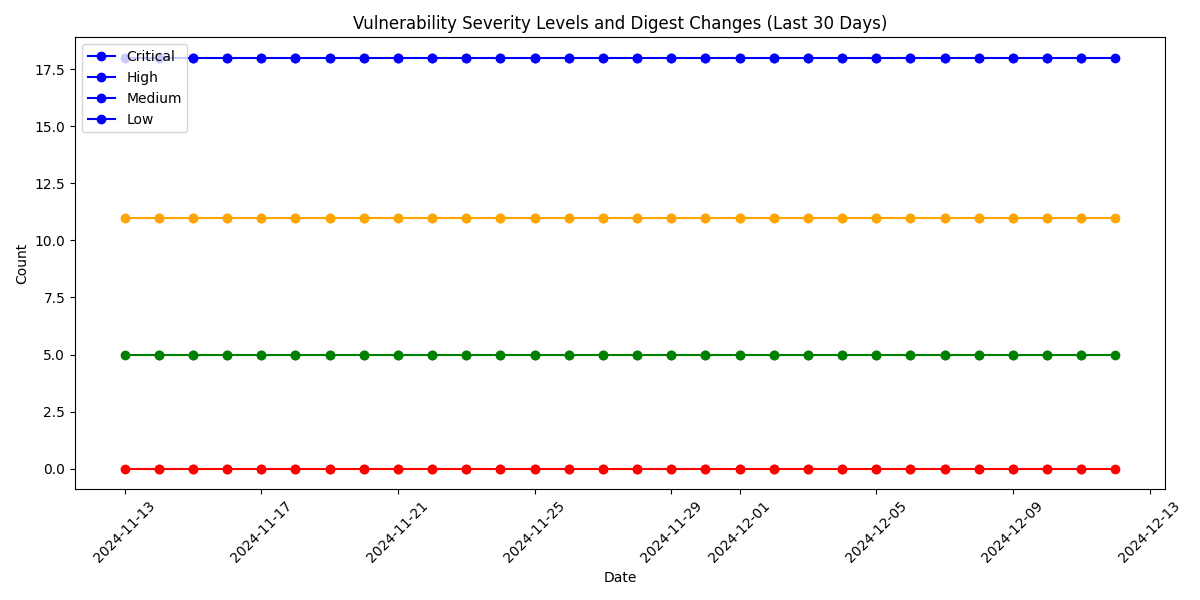 Vulnerability Severity Levels and Digest Changes (Last 30 Days)
Critical
High
Medium
Low
17.5
15.0
12.5
10.0
7.5
5.0
2.5
0.0
Count
2024-11-13
2024-11-17
2024-11-21
2024-11-25
2024-11-29
2024-12-01
2024-12-05
2024-12-09
2024-12-13
Date